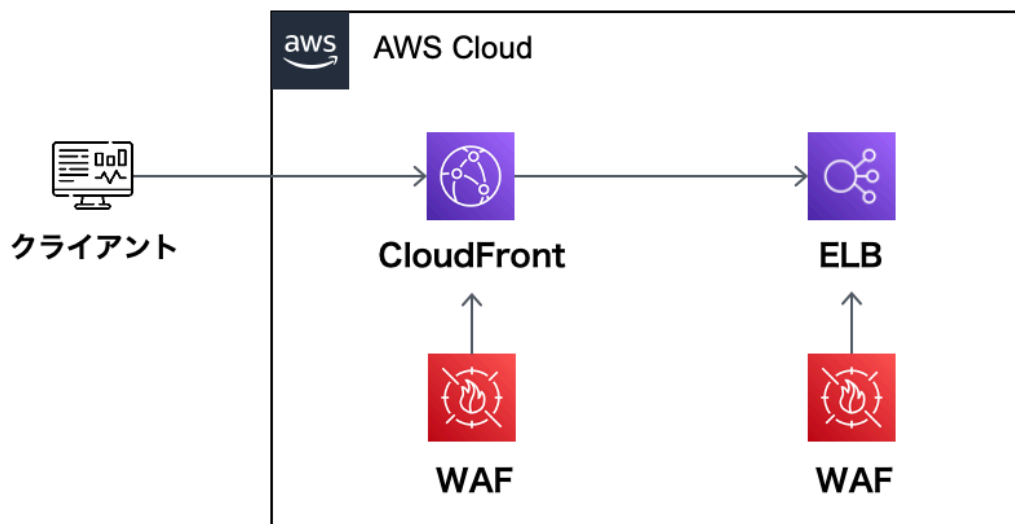 aws
AWS Cloud
クライアント
CloudFront
ELB
WAF
WAF